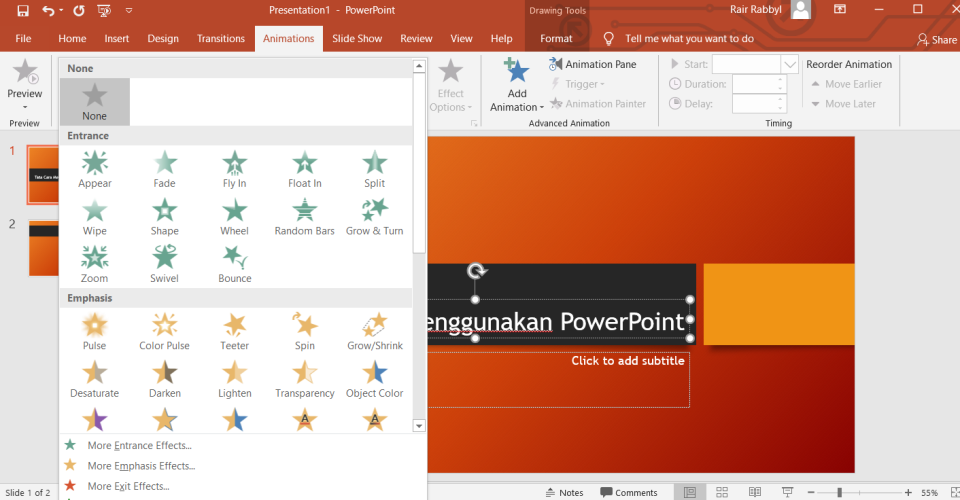 Presentation1 - PowerPoint
Drawing Tools
Rair Rabbyl
File Home Insert Design Transitions Animations Slide Show Review View Help Format Tell me what you want to do Share
Preview
Preview
None
None
Entrance
Appear Fade Fly In Float In Split
Wipe Shape Wheel Random Bars Grow & Turn
Zoom Swivel Bounce
Emphasis
Pulse Color Pulse Teeter Spin Grow/Shrink
Desaturate Darken Lighten Transparency Object Color
More Entrance Effects...
More Emphasis Effects...
More Exit Effects...
Effect
Options
Add
Animation
Animation Pane
Trigger
Animation Painter
Advanced Animation
Start:
Duration:
Delay:
Timing
Reorder Animation
Move Earlier
Move Later
1
Tata Cara Me
2
enggunakan PowerPoint
Click to add subtitle
Slide 1 of 2
Notes Comments 55%